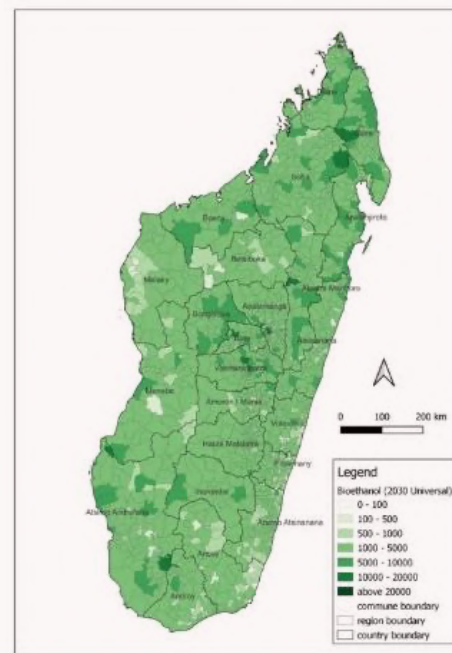 Sofia
Boeny
Betsiboka
Melaky
Analanjirofo
Alaotra Mangoro
Bongolava
Analamanga
Itasy
Atsinanana
Vakinankaratra
Menabe
Amoron I Mania
Vatovavy
Haute Matsiatra
Fitovinany
Ihorombe
Atsimo Andrefana
Atsimo Atsinanana
Anosy
Androy
0 100 200 km
Legend
Bioethanol (2030 Universal)
0 - 100
100 - 500
500 - 1000
1000 - 5000
5000 - 10000
10000 - 20000
above 20000
commune boundary
region boundary
country boundary